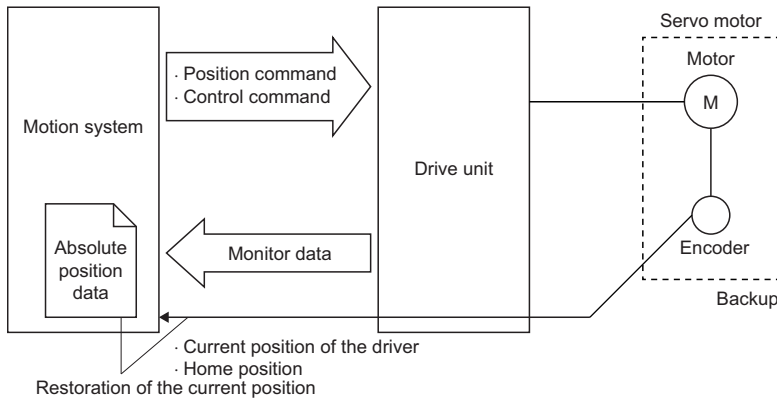 Servo motor
Motor
M
· Position command
· Control command
Motion system
Drive unit
Absolute
position
data
Monitor data
Encoder
Backup
· Current position of the driver
· Home position
Restoration of the current position